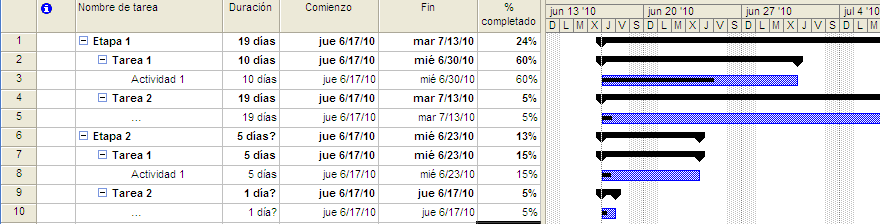 Nombre de tarea Duración Comienzo Fin % completado
jun 13 '10 jun 20 '10 jun 27 '10 jul 4 '10
D L M X J V S D L M X J V S D L M X J V S D L M X J
1 Etapa 1 19 días jue 6/17/10 mar 7/13/10 24%
2 Tarea 1 10 días jue 6/17/10 mié 6/30/10 60%
3 Actividad 1 10 días jue 6/17/10 mié 6/30/10 60%
4 Tarea 2 19 días jue 6/17/10 mar 7/13/10 5%
5 ... 19 días jue 6/17/10 mar 7/13/10 5%
6 Etapa 2 5 días? jue 6/17/10 mié 6/23/10 13%
7 Tarea 1 5 días jue 6/17/10 mié 6/23/10 15%
8 Actividad 1 5 días jue 6/17/10 mié 6/23/10 15%
9 Tarea 2 1 día? jue 6/17/10 jue 6/17/10 5%
10 ... 1 día? jue 6/17/10 jue 6/17/10 5%